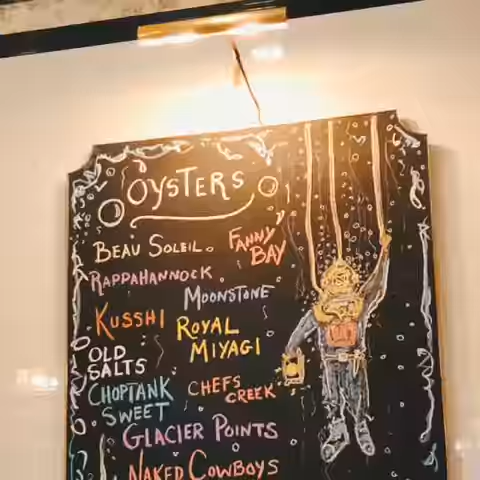 OYSTERS
BEAU SOLEIL
FANNY
BAY
RAPPAHANNOCK
MOONSTONE
KUSSHI
ROYAL
MIYAGI
OLD
SALTS
CHOPTANK
SWEET
CHEFS
CREEK
GLACIER POINTS
NAKED COWBOYS